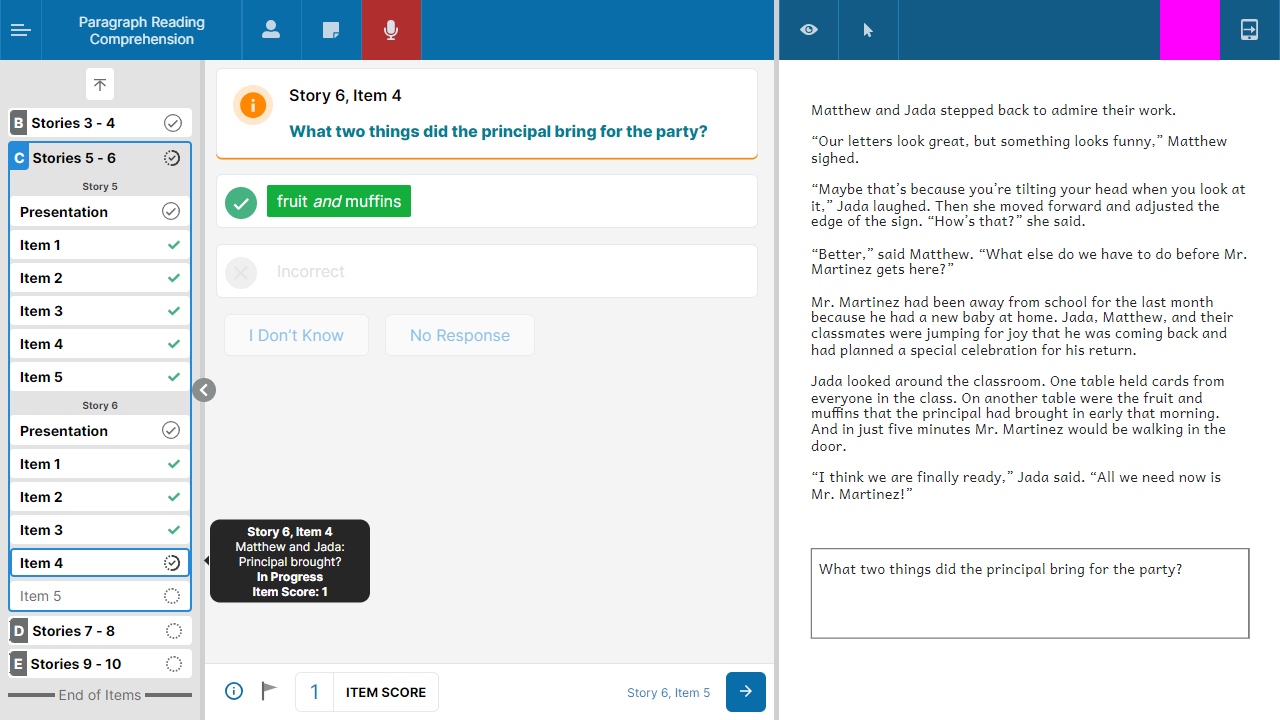 Paragraph Reading
Comprehension
B Stories 3 - 4
C Stories 5 - 6
Story 5
Presentation
Item 1
Item 2
Item 3
Item 4
Item 5
Story 6
Presentation
Item 1
Item 2
Item 3
Item 4
Item 5
D Stories 7 - 8
E Stories 9 - 10
End of Items
Story 6, Item 4
What two things did the principal bring for the party?
fruit and muffins
Incorrect
I Don’t Know
No Response
Story 6, Item 4
Matthew and Jada:
Principal brought?
In Progress
Item Score: 1
1 ITEM SCORE
Story 6, Item 5
Matthew and Jada stepped back to admire their work.
“Our letters look great, but something looks funny,” Matthew
sighed.
“Maybe that’s because you’re tilting your head when you look at
it,” Jada laughed. Then she moved forward and adjusted the
edge of the sign. “How’s that?” she said.
“Better,” said Matthew. “What else do we have to do before Mr.
Martinez gets here?”
Mr. Martinez had been away from school for the last month
because he had a new baby at home. Jada, Matthew, and their
classmates were jumping for joy that he was coming back and
had planned a special celebration for his return.
Jada looked around the classroom. One table held cards from
everyone in the class. On another table were the fruit and
muffins that the principal had brought in early that morning.
And in just five minutes Mr. Martinez would be walking in the
door.
“I think we are finally ready,” Jada said. “All we need now is
Mr. Martinez!”
What two things did the principal bring for the party?